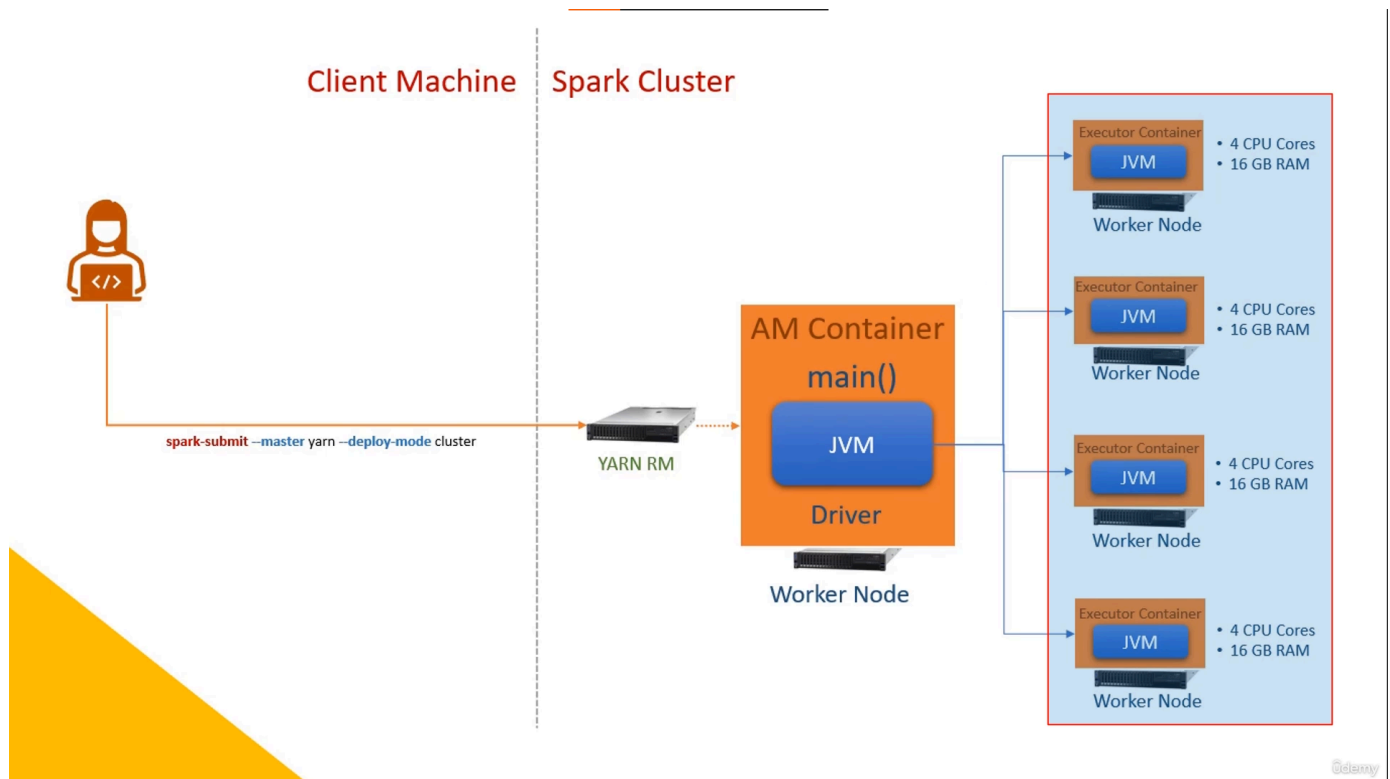 Client Machine
Spark Cluster
</>
spark-submit --master yarn --deploy-mode cluster
YARN RM
AM Container
main()
JVM
Driver
Worker Node
Executor Container
JVM
• 4 CPU Cores
• 16 GB RAM
Worker Node
Executor Container
JVM
• 4 CPU Cores
• 16 GB RAM
Worker Node
Executor Container
JVM
• 4 CPU Cores
• 16 GB RAM
Worker Node
Executor Container
JVM
• 4 CPU Cores
• 16 GB RAM
Worker Node
ûdemy